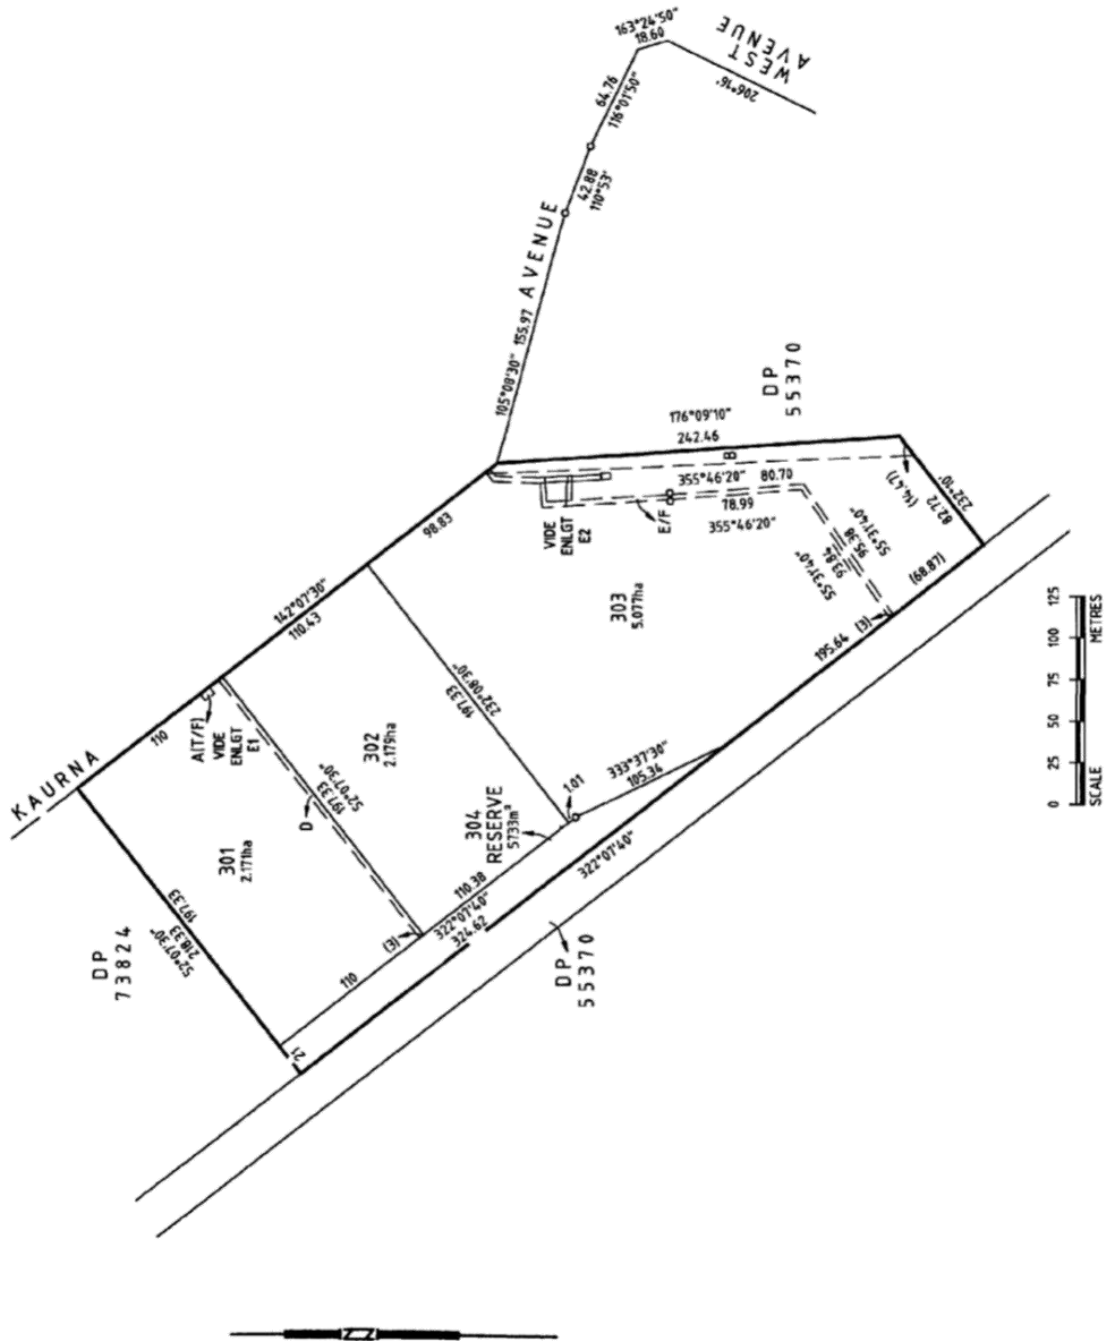 163°24'50"
18.60
WEST
AVENUE
206°16'
64.76
116°01'50"
42.88
110°53'
AVENUE
105°08'30" 155.97
KAURNA
110
A(T/F)
VIDE
ENLGT
E1
142°07'30"
110.43
98.83
DP
73824
197.33
218.33
52°07'30"
301
2.171ha
D
197.33
52°07'30"
302
2.179ha
232°08'30"
197.33
304
RESERVE
5733m²
1.01
333°37'30"
105.34
110.38
322°07'40"
324.62
(3)
110
21
322°07'40"
DP
55370
303
5.077ha
VIDE
ENLGT
E2
E/F
176°09'10"
242.46
B
DP
55370
355°46'20" 80.70
78.99
355°46'20"
(14.47)
82.72
232°10'
55°31'40"
95.38
93.84
55°31'40"
(3)
(68.87)
195.64
0 25 50 75 100 125
SCALE METRES